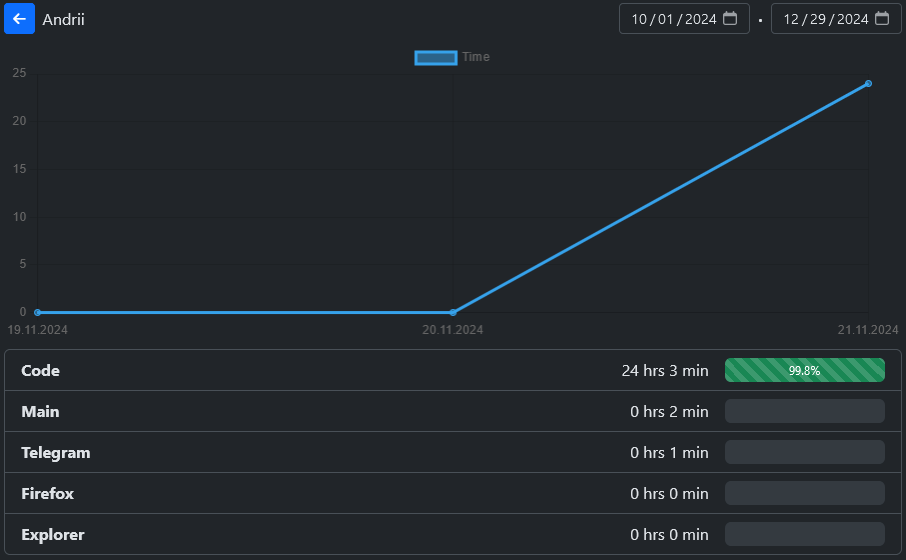 Andrii 10/01/2024 • 12/29/2024
Time
25
20
15
10
5
0
19.11.2024 20.11.2024 21.11.2024
Code 24 hrs 3 min 99.8%
Main 0 hrs 2 min
Telegram 0 hrs 1 min
Firefox 0 hrs 0 min
Explorer 0 hrs 0 min